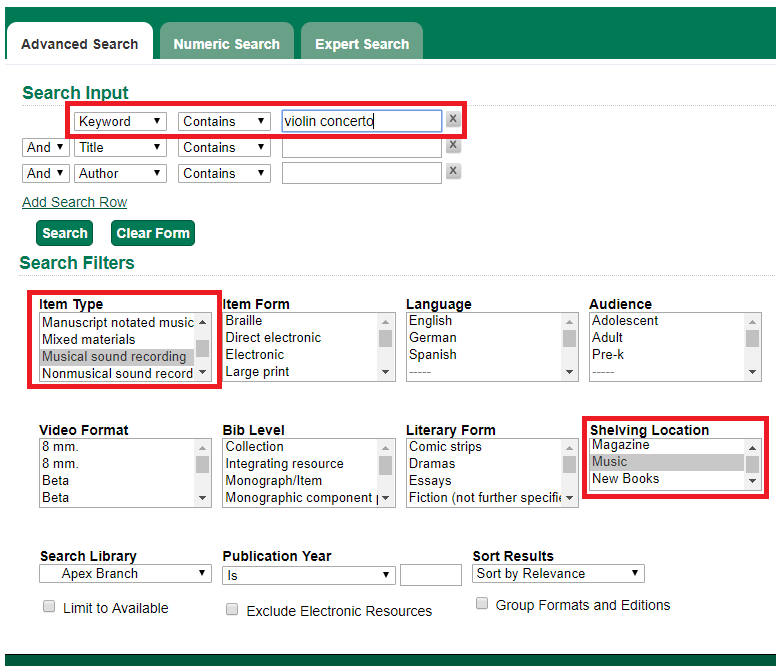 Advanced Search
Numeric Search
Expert Search
Search Input
Keyword Contains violin concerto X
And Title Contains X
And Author Contains X
Add Search Row
Search Clear Form
Search Filters
Item Type Item Form Language Audience
Manuscript notated music Braille English Adolescent
Mixed materials Direct electronic German Adult
Musical sound recording Electronic Spanish Pre-k
Nonmusical sound record Large print ----- -----
Video Format Bib Level Literary Form Shelving Location
8 mm. Collection Comic strips Magazine
8 mm. Integrating resource Dramas Music
Beta Monograph/Item Essays New Books
Beta Monographic component Fiction (not further specifie
Search Library Publication Year Sort Results
Apex Branch Is Sort by Relevance
Limit to Available Exclude Electronic Resources Group Formats and Editions